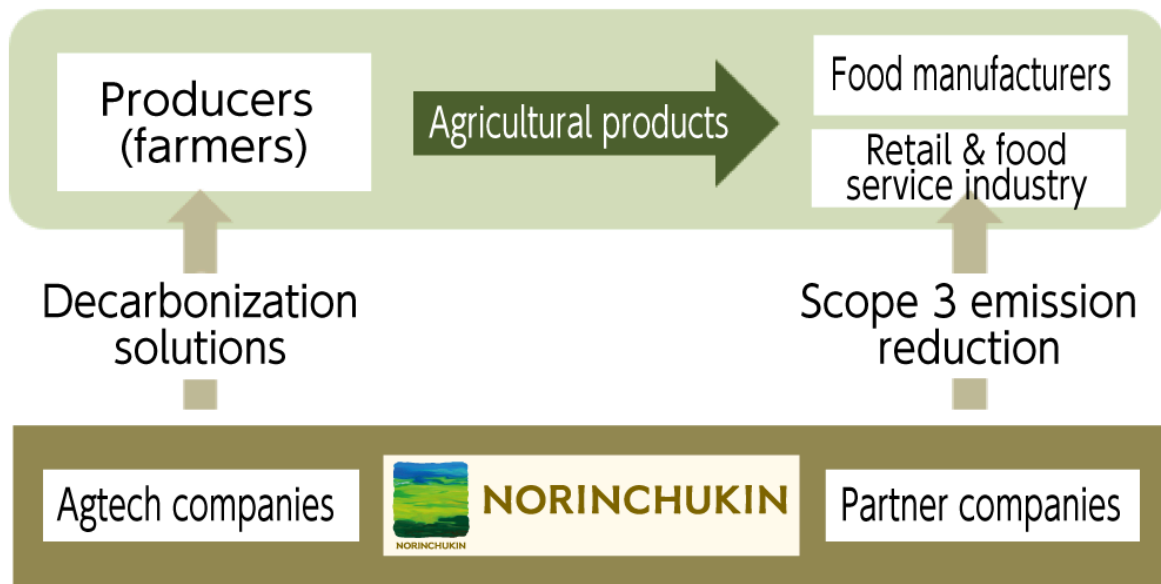 Producers
(farmers)
Agricultural products
Food manufacturers
Retail & food
service industry
Decarbonization
solutions
Scope 3 emission
reduction
Agtech companies
NORINCHUKIN
NORINCHUKIN
Partner companies